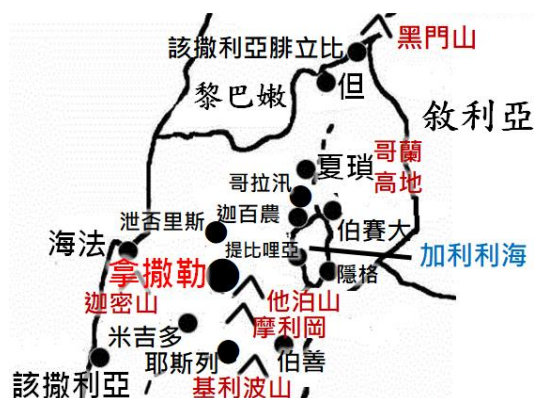 黑門山
該撒利亞腓立比
但
黎巴嫩
敘利亞
夏瑣
哥蘭
高地
哥拉汛
迦百農
泄否里斯
伯賽大
海法
提比哩亞
加利利海
拿撒勒
隱格
迦密山
他泊山
摩利岡
米吉多
耶斯列
伯善
該撒利亞
基利波山